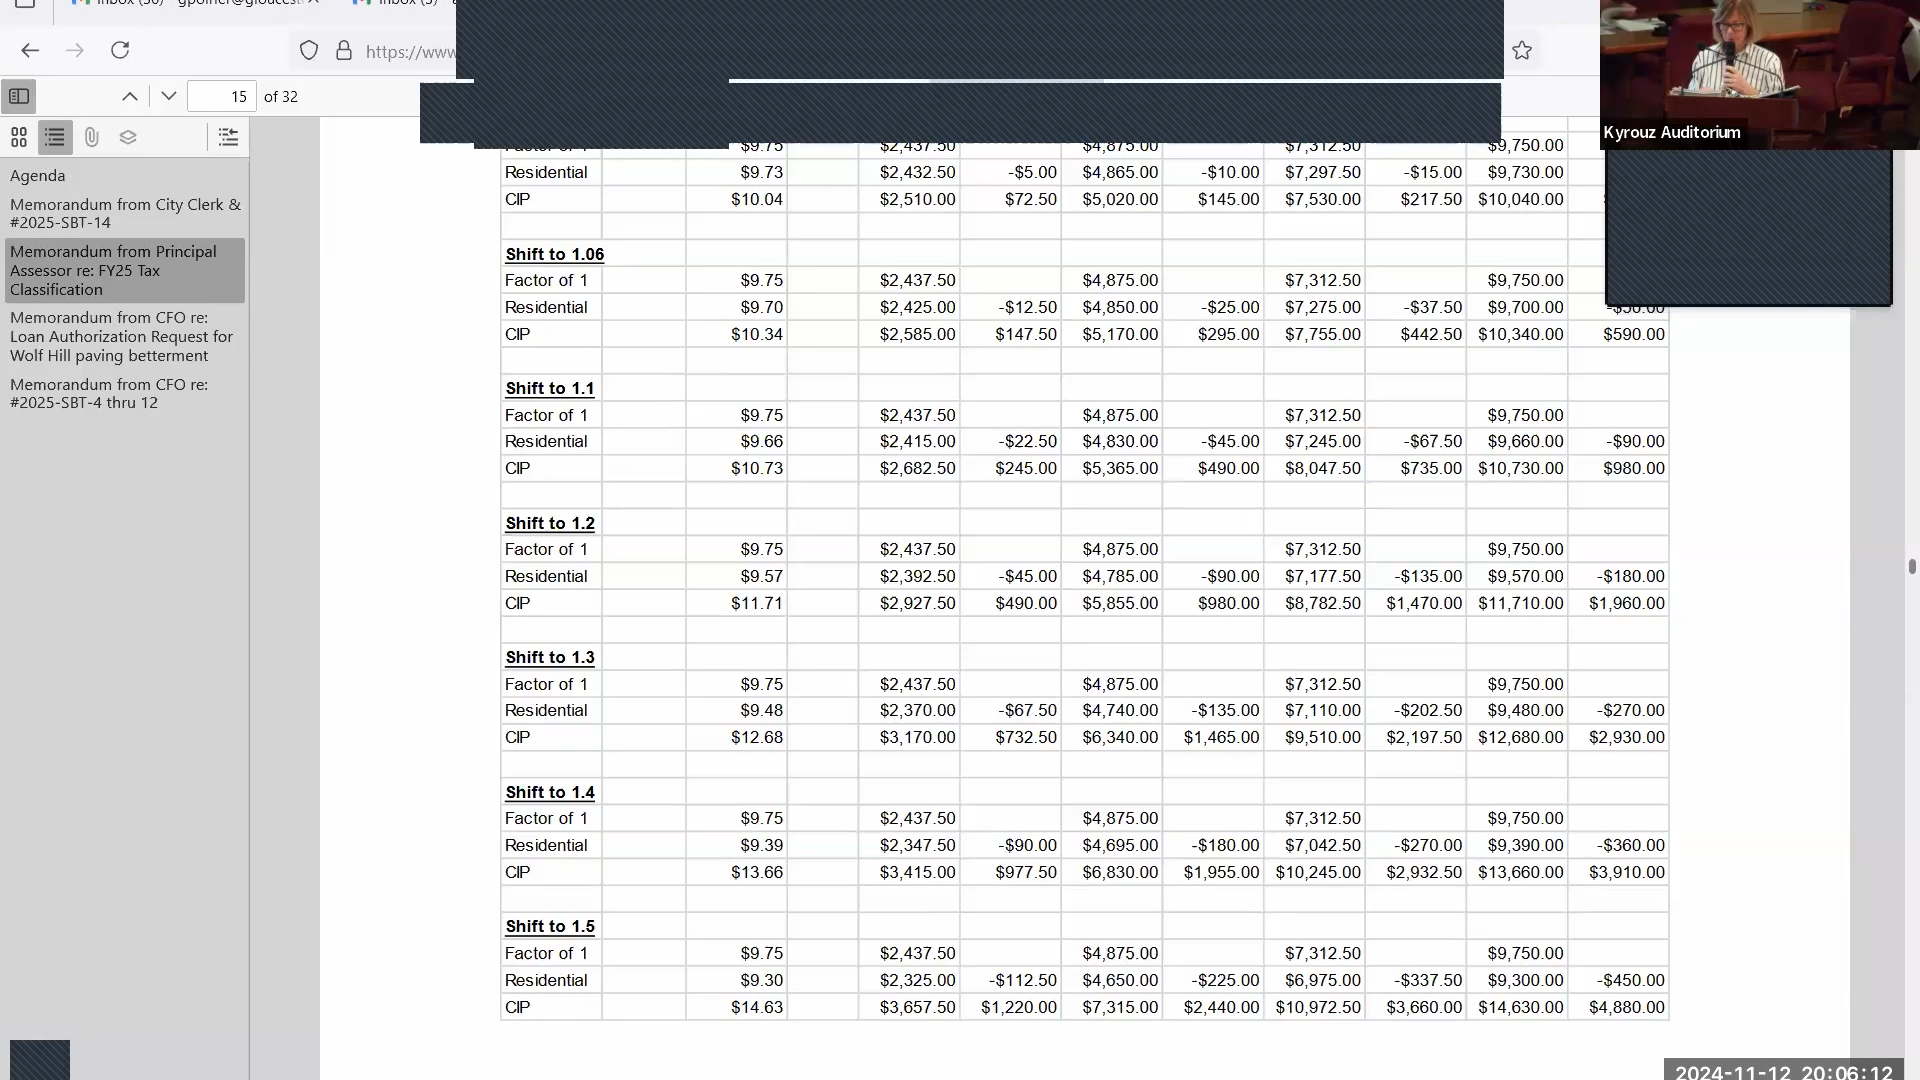 https://www
15 of 32
Kyrouz Auditorium
Agenda
Memorandum from City Clerk &
#2025-SBT-14
Memorandum from Principal
Assessor re: FY25 Tax
Classification
Memorandum from CFO re:
Loan Authorization Request for
Wolf Hill paving betterment
Memorandum from CFO re:
#2025-SBT-4 thru 12
Factor of 1 $9.75 $2,437.50 $4,875.00 $7,312.50 $9,750.00
Residential $9.73 $2,432.50 -$5.00 $4,865.00 -$10.00 $7,297.50 -$15.00 $9,730.00
CIP $10.04 $2,510.00 $72.50 $5,020.00 $145.00 $7,530.00 $217.50 $10,040.00
Shift to 1.06
Factor of 1 $9.75 $2,437.50 $4,875.00 $7,312.50 $9,750.00
Residential $9.70 $2,425.00 -$12.50 $4,850.00 -$25.00 $7,275.00 -$37.50 $9,700.00 -$50.00
CIP $10.34 $2,585.00 $147.50 $5,170.00 $295.00 $7,755.00 $442.50 $10,340.00 $590.00
Shift to 1.1
Factor of 1 $9.75 $2,437.50 $4,875.00 $7,312.50 $9,750.00
Residential $9.66 $2,415.00 -$22.50 $4,830.00 -$45.00 $7,245.00 -$67.50 $9,660.00 -$90.00
CIP $10.73 $2,682.50 $245.00 $5,365.00 $490.00 $8,047.50 $735.00 $10,730.00 $980.00
Shift to 1.2
Factor of 1 $9.75 $2,437.50 $4,875.00 $7,312.50 $9,750.00
Residential $9.57 $2,392.50 -$45.00 $4,785.00 -$90.00 $7,177.50 -$135.00 $9,570.00 -$180.00
CIP $11.71 $2,927.50 $490.00 $5,855.00 $980.00 $8,782.50 $1,470.00 $11,710.00 $1,960.00
Shift to 1.3
Factor of 1 $9.75 $2,437.50 $4,875.00 $7,312.50 $9,750.00
Residential $9.48 $2,370.00 -$67.50 $4,740.00 -$135.00 $7,110.00 -$202.50 $9,480.00 -$270.00
CIP $12.68 $3,170.00 $732.50 $6,340.00 $1,465.00 $9,510.00 $2,197.50 $12,680.00 $2,930.00
Shift to 1.4
Factor of 1 $9.75 $2,437.50 $4,875.00 $7,312.50 $9,750.00
Residential $9.39 $2,347.50 -$90.00 $4,695.00 -$180.00 $7,042.50 -$270.00 $9,390.00 -$360.00
CIP $13.66 $3,415.00 $977.50 $6,830.00 $1,955.00 $10,245.00 $2,932.50 $13,660.00 $3,910.00
Shift to 1.5
Factor of 1 $9.75 $2,437.50 $4,875.00 $7,312.50 $9,750.00
Residential $9.30 $2,325.00 -$112.50 $4,650.00 -$225.00 $6,975.00 -$337.50 $9,300.00 -$450.00
CIP $14.63 $3,657.50 $1,220.00 $7,315.00 $2,440.00 $10,972.50 $3,660.00 $14,630.00 $4,880.00
2024-11-12 20:06:12